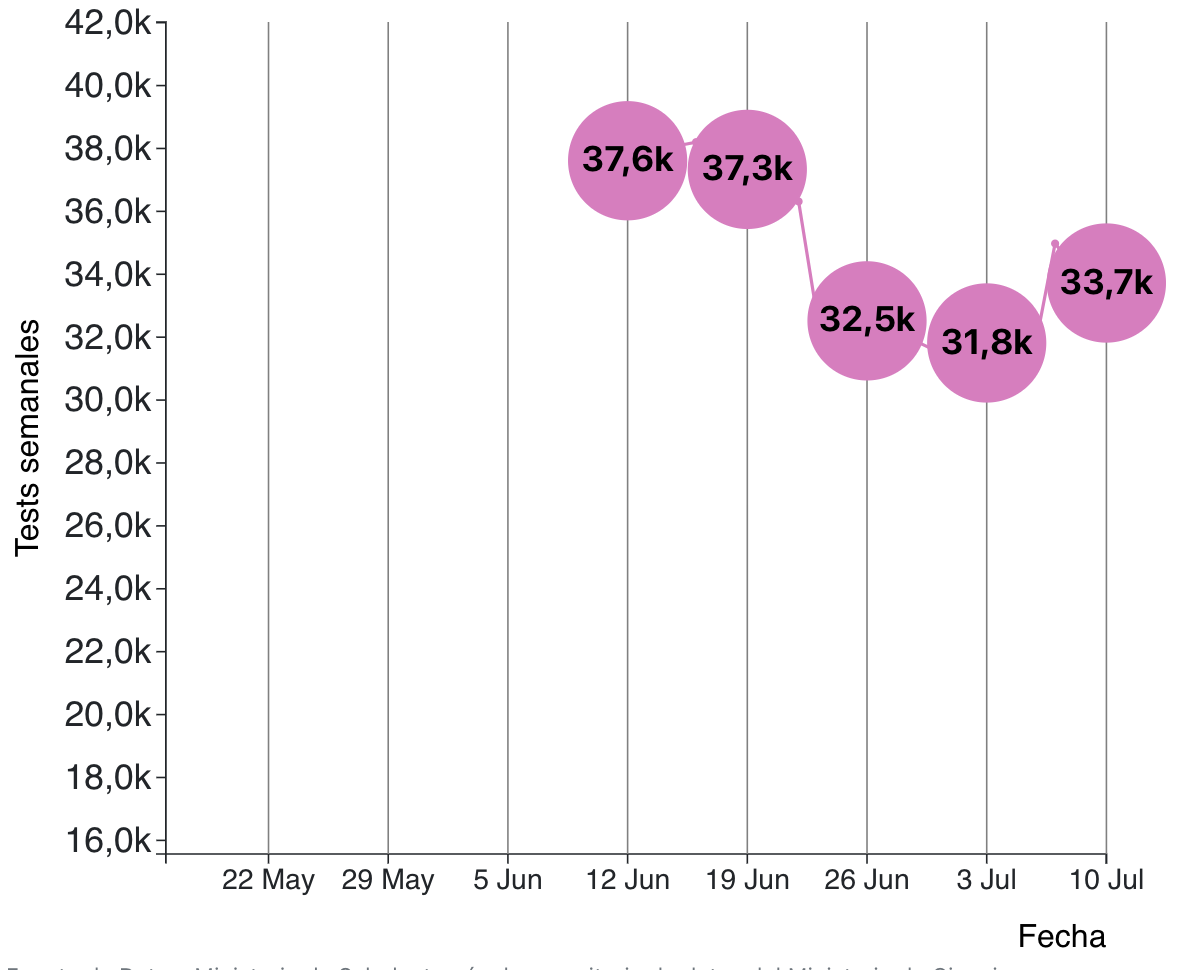 42,0k
40,0k
38,0k
36,0k
34,0k
32,0k
30,0k
28,0k
26,0k
24,0k
22,0k
20,0k
18,0k
16,0k
Tests semanales
37,6k
37,3k
32,5k
31,8k
33,7k
22 May
29 May
5 Jun
12 Jun
19 Jun
26 Jun
3 Jul
10 Jul
Fecha